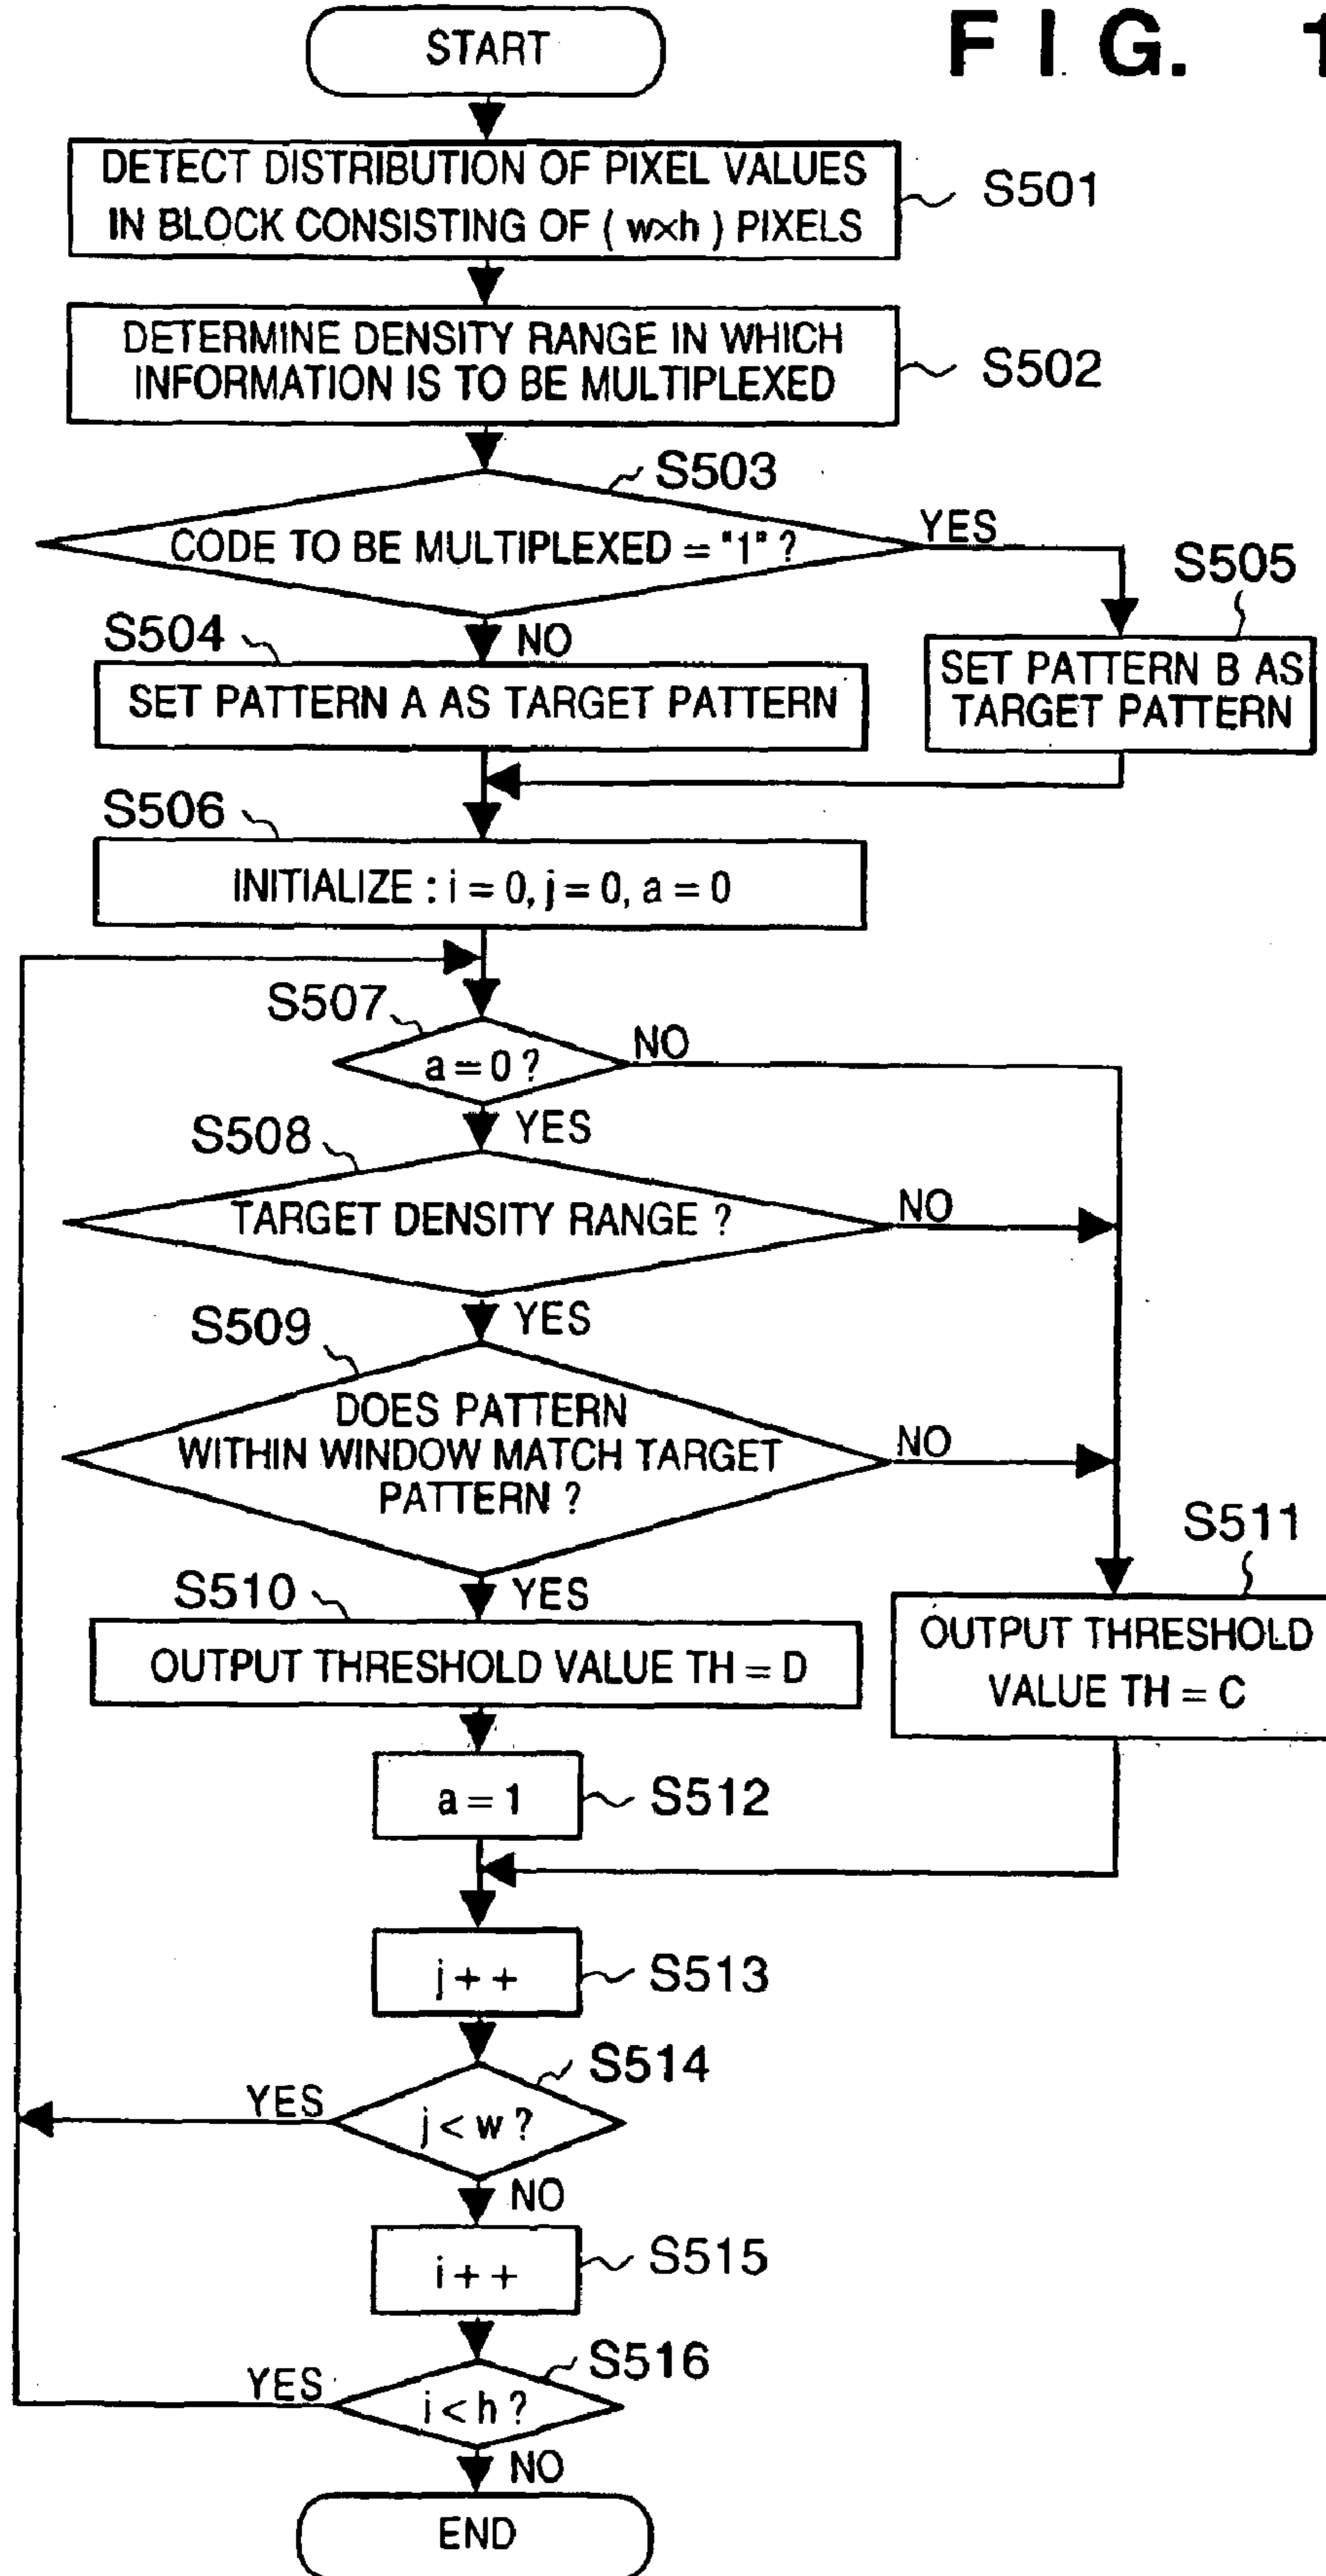 FIG. 1
START
DETECT DISTRIBUTION OF PIXEL VALUES
IN BLOCK CONSISTING OF ( w×h ) PIXELS
S501
DETERMINE DENSITY RANGE IN WHICH
INFORMATION IS TO BE MULTIPLEXED
S502
S503
CODE TO BE MULTIPLEXED = "1" ?
YES
S505
S504
NO
SET PATTERN A AS TARGET PATTERN
SET PATTERN B AS
TARGET PATTERN
S506
INITIALIZE : i = 0, j = 0, a = 0
S507
a = 0 ?
NO
YES
S508
TARGET DENSITY RANGE ?
NO
YES
S509
DOES PATTERN
WITHIN WINDOW MATCH TARGET
PATTERN ?
NO
YES
S510
S511
OUTPUT THRESHOLD VALUE TH = D
OUTPUT THRESHOLD
VALUE TH = C
a = 1
S512
j + +
S513
S514
YES
j < w ?
NO
i + +
S515
S516
YES
i < h ?
NO
END